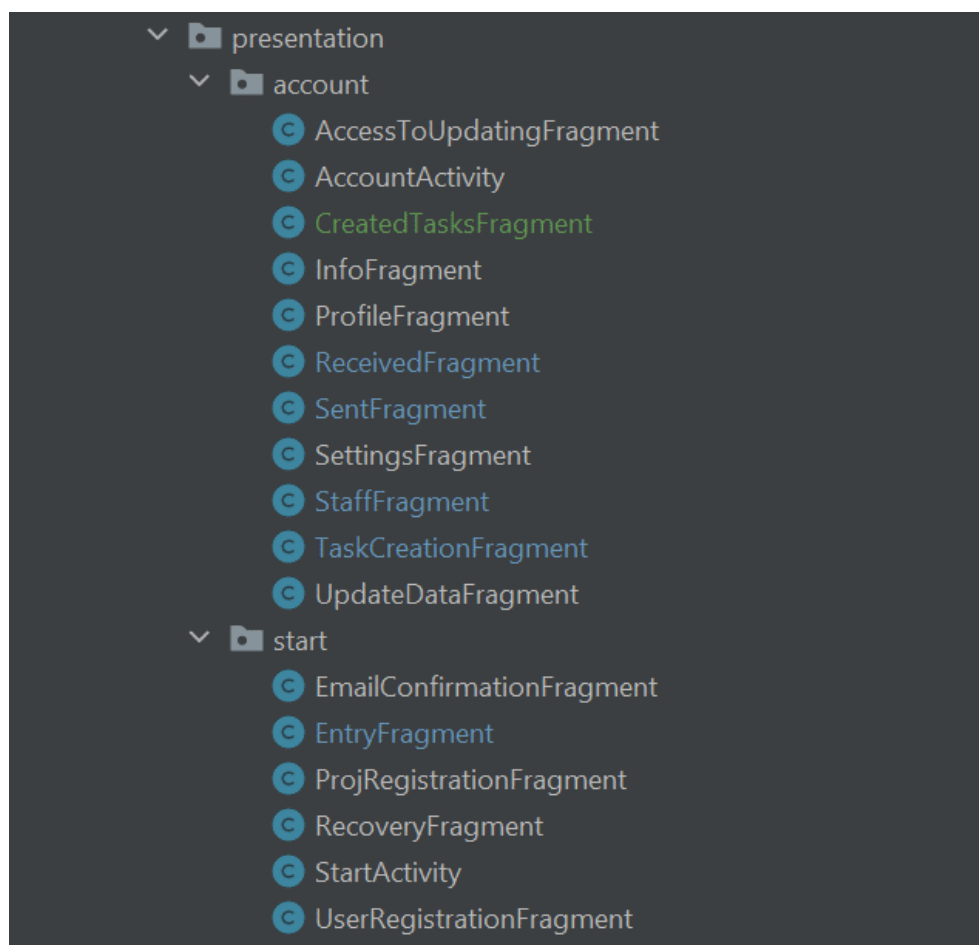 presentation
account
AccessToUpdatingFragment
AccountActivity
CreatedTasksFragment
InfoFragment
ProfileFragment
ReceivedFragment
SentFragment
SettingsFragment
StaffFragment
TaskCreationFragment
UpdateDataFragment
start
EmailConfirmationFragment
EntryFragment
ProjRegistrationFragment
RecoveryFragment
StartActivity
UserRegistrationFragment